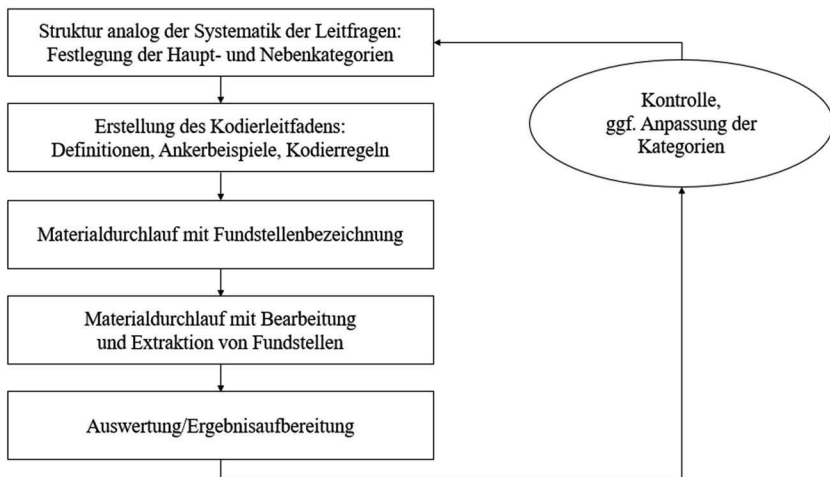 Struktur analog der Systematik der Leitfragen:
Festlegung der Haupt- und Nebenkategorien
Erstellung des Kodierleitfadens:
Definitionen, Ankerbeispiele, Kodierregeln
Materialdurchlauf mit Fundstellenbezeichnung
Materialdurchlauf mit Bearbeitung
und Extraktion von Fundstellen
Auswertung/Ergebnisaufbereitung
Kontrolle,
ggf. Anpassung der
Kategorien